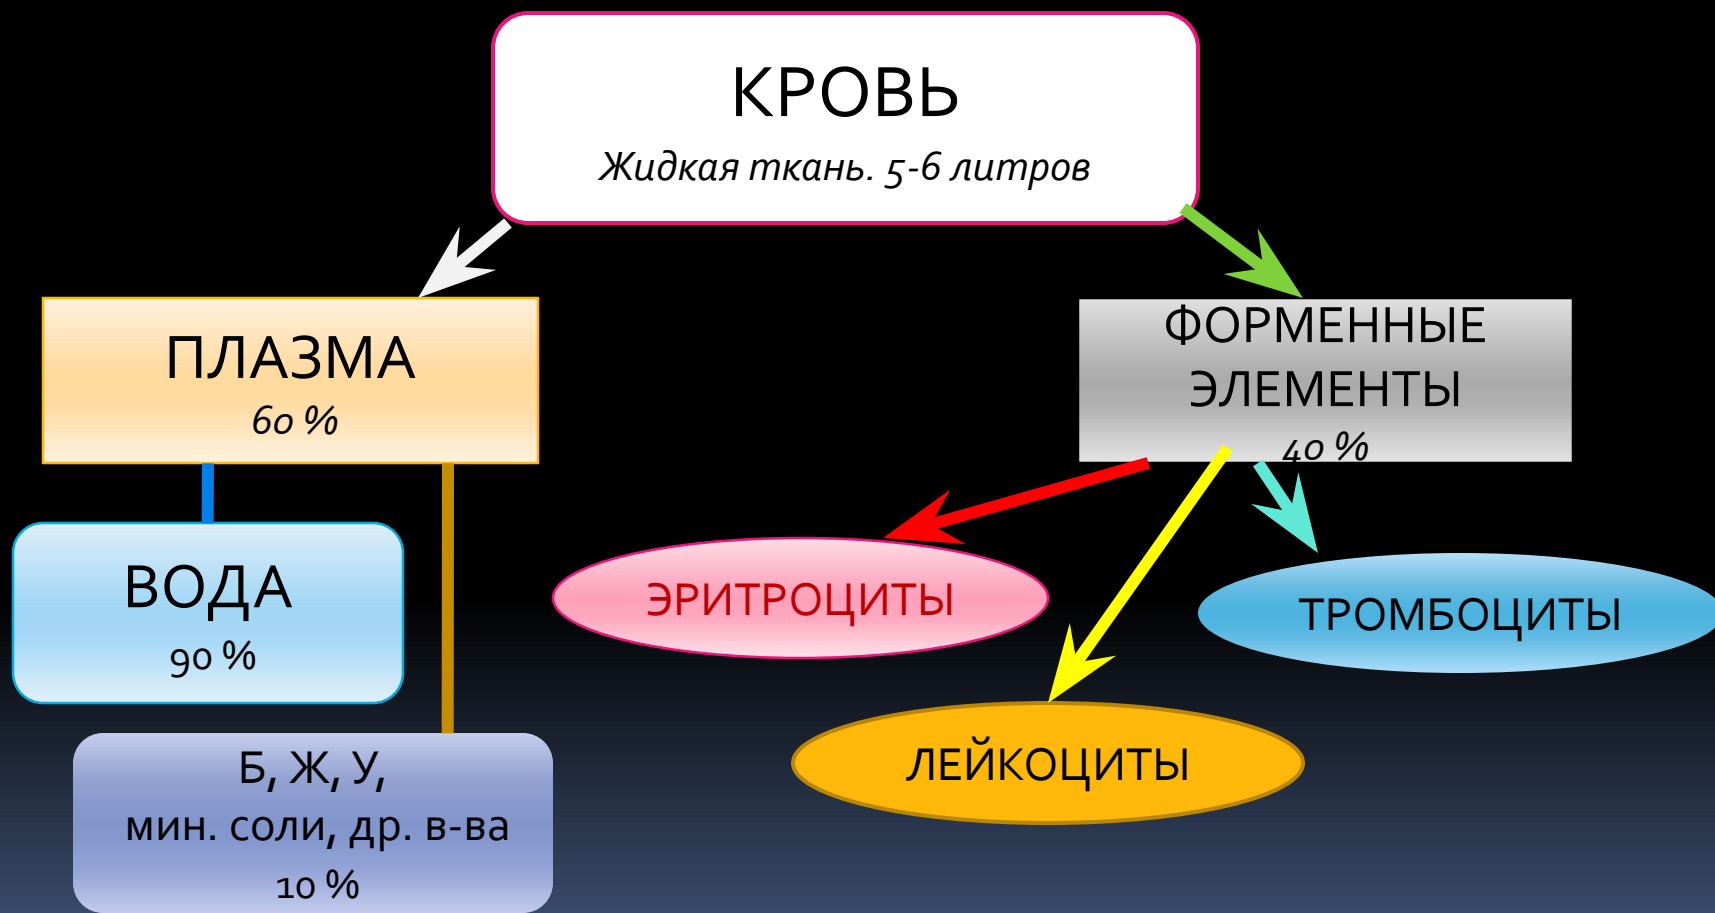 КРОВЬ
Жидкая ткань. 5-6 литров
ПЛАЗМА
60 %
ФОРМЕННЫЕ
ЭЛЕМЕНТЫ
40 %
ВОДА
90 %
ЭРИТРОЦИТЫ
ТРОМБОЦИТЫ
ЛЕЙКОЦИТЫ
Б, Ж, У,
мин. соли, др. в-ва
10 %